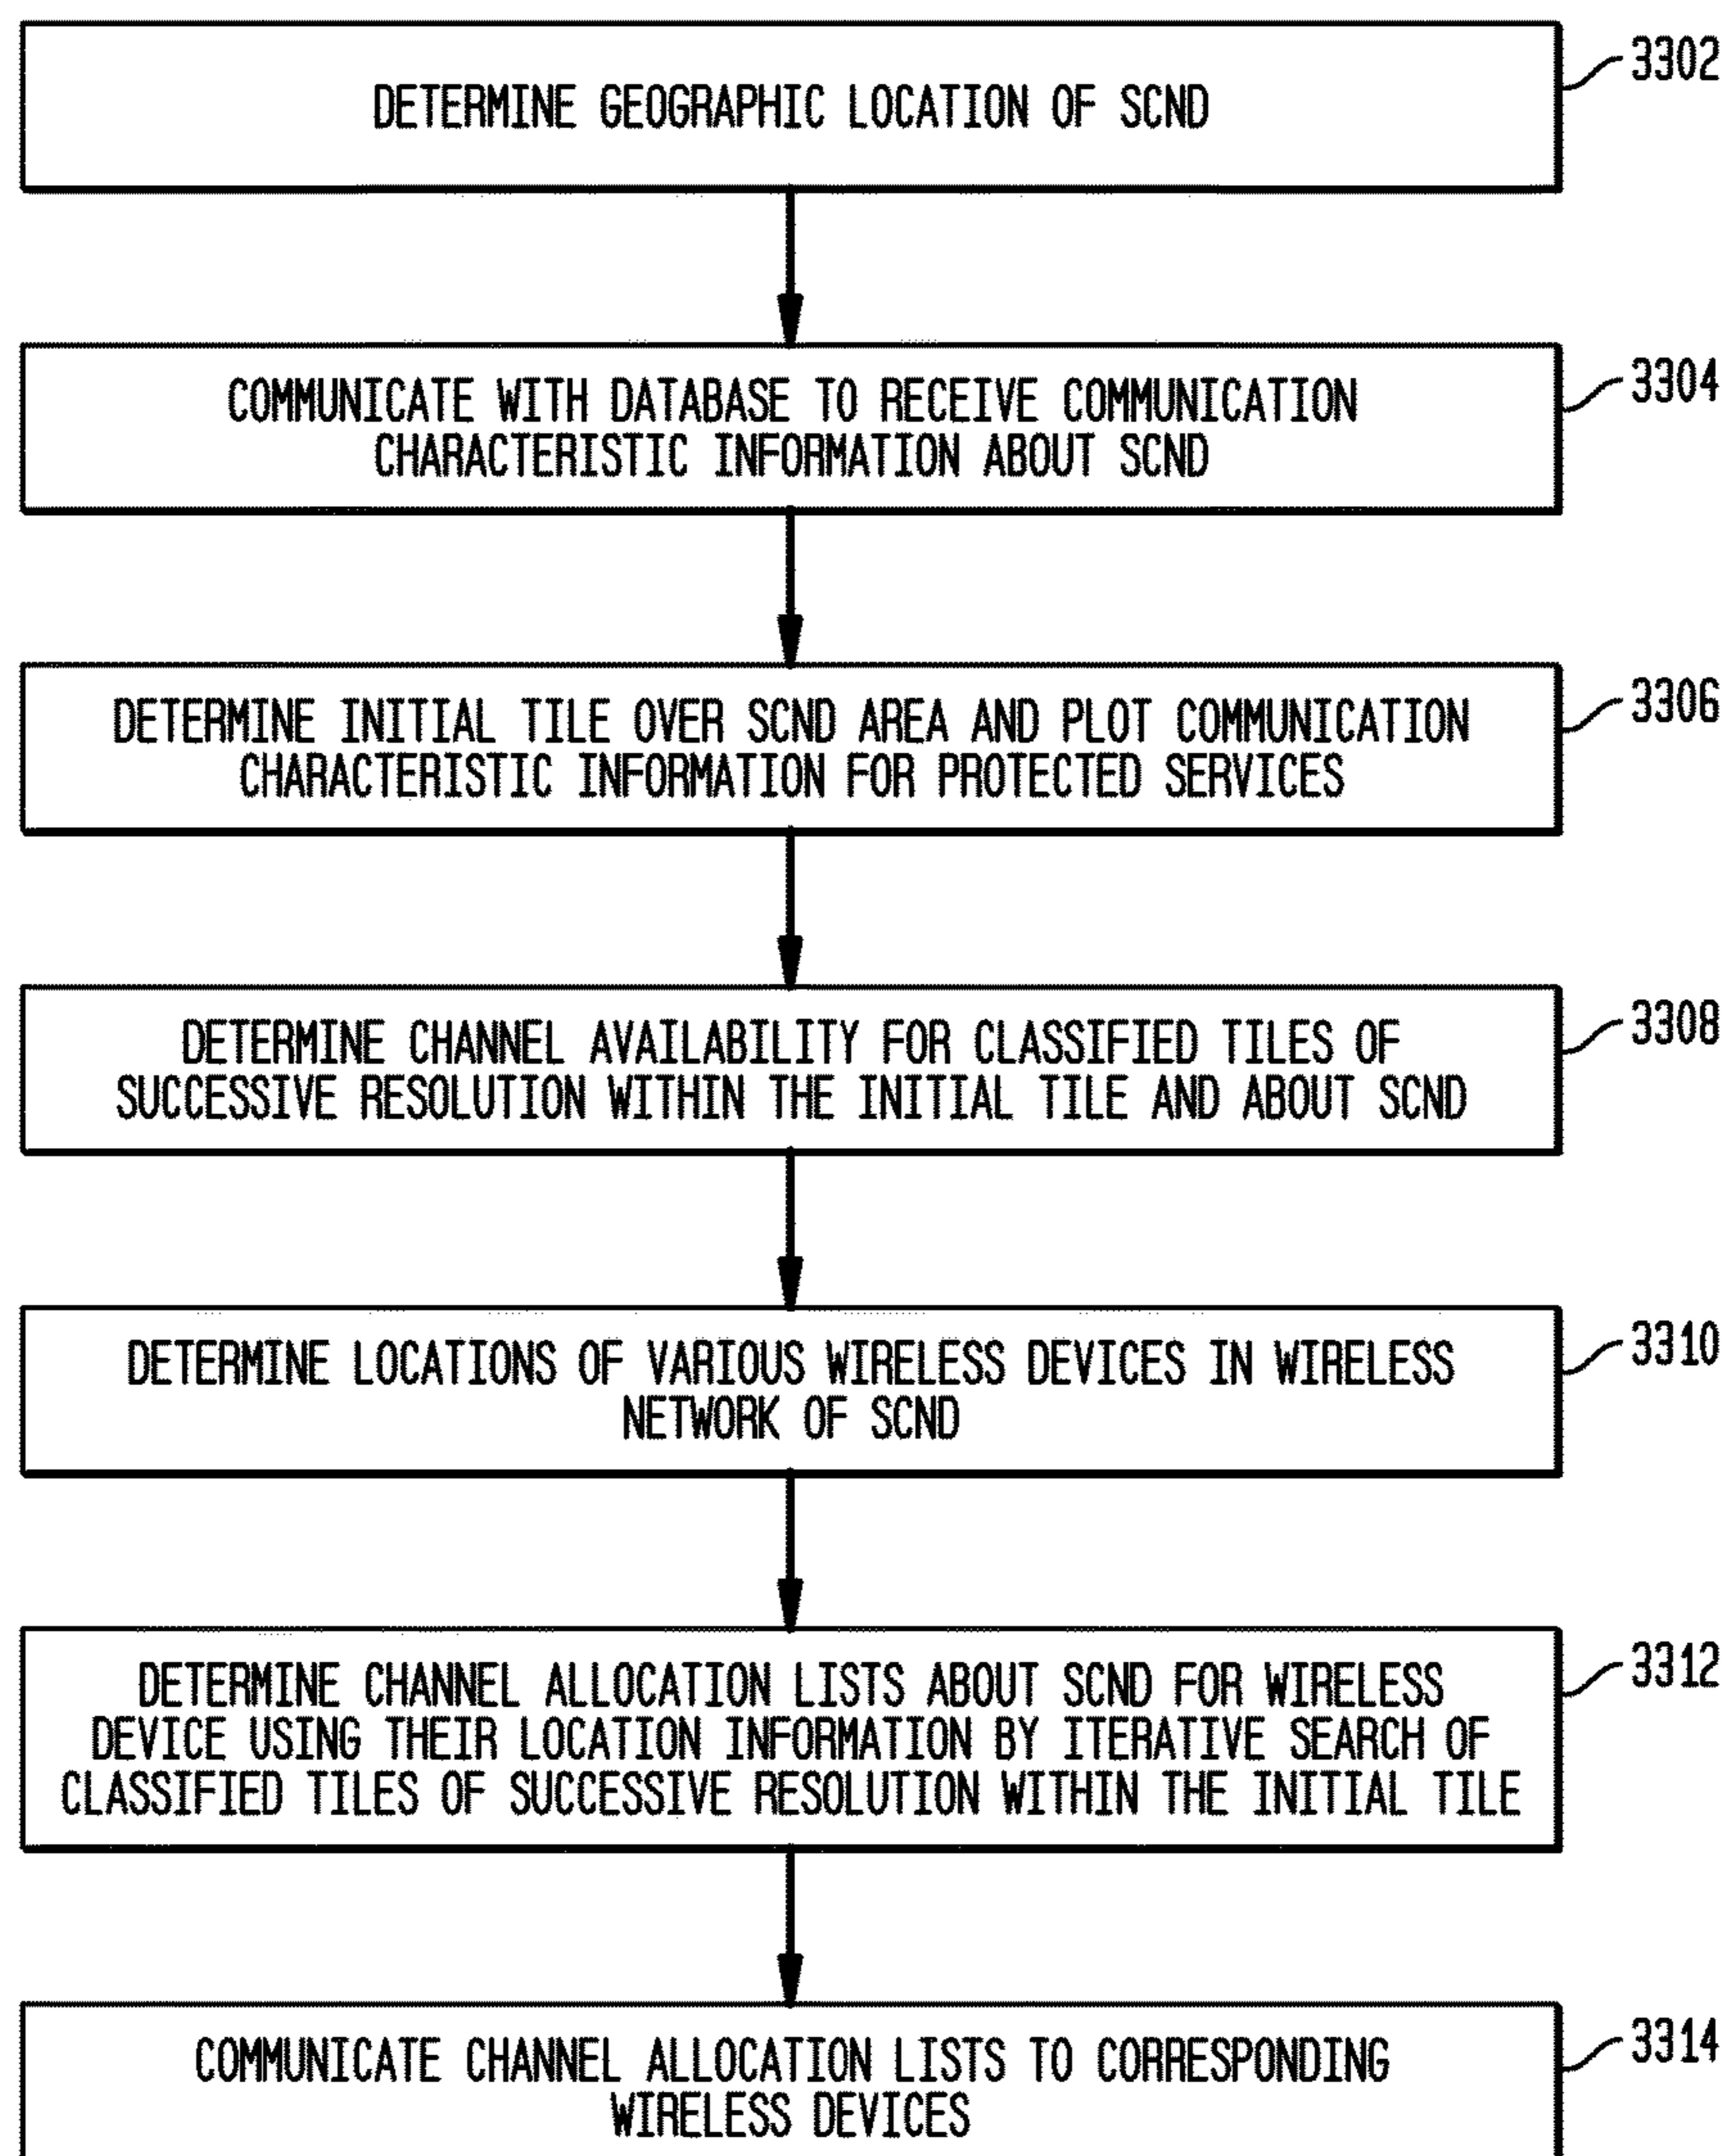 DETERMINE GEOGRAPHIC LOCATION OF SCND
3302
COMMUNICATE WITH DATABASE TO RECEIVE COMMUNICATION
CHARACTERISTIC INFORMATION ABOUT SCND
3304
DETERMINE INITIAL TILE OVER SCND AREA AND PLOT COMMUNICATION
CHARACTERISTIC INFORMATION FOR PROTECTED SERVICES
3306
DETERMINE CHANNEL AVAILABILITY FOR CLASSIFIED TILES OF
SUCCESSIVE RESOLUTION WITHIN THE INITIAL TILE AND ABOUT SCND
3308
DETERMINE LOCATIONS OF VARIOUS WIRELESS DEVICES IN WIRELESS
NETWORK OF SCND
3310
DETERMINE CHANNEL ALLOCATION LISTS ABOUT SCND FOR WIRELESS
DEVICE USING THEIR LOCATION INFORMATION BY ITERATIVE SEARCH OF
CLASSIFIED TILES OF SUCCESSIVE RESOLUTION WITHIN THE INITIAL TILE
3312
COMMUNICATE CHANNEL ALLOCATION LISTS TO CORRESPONDING
WIRELESS DEVICES
3314